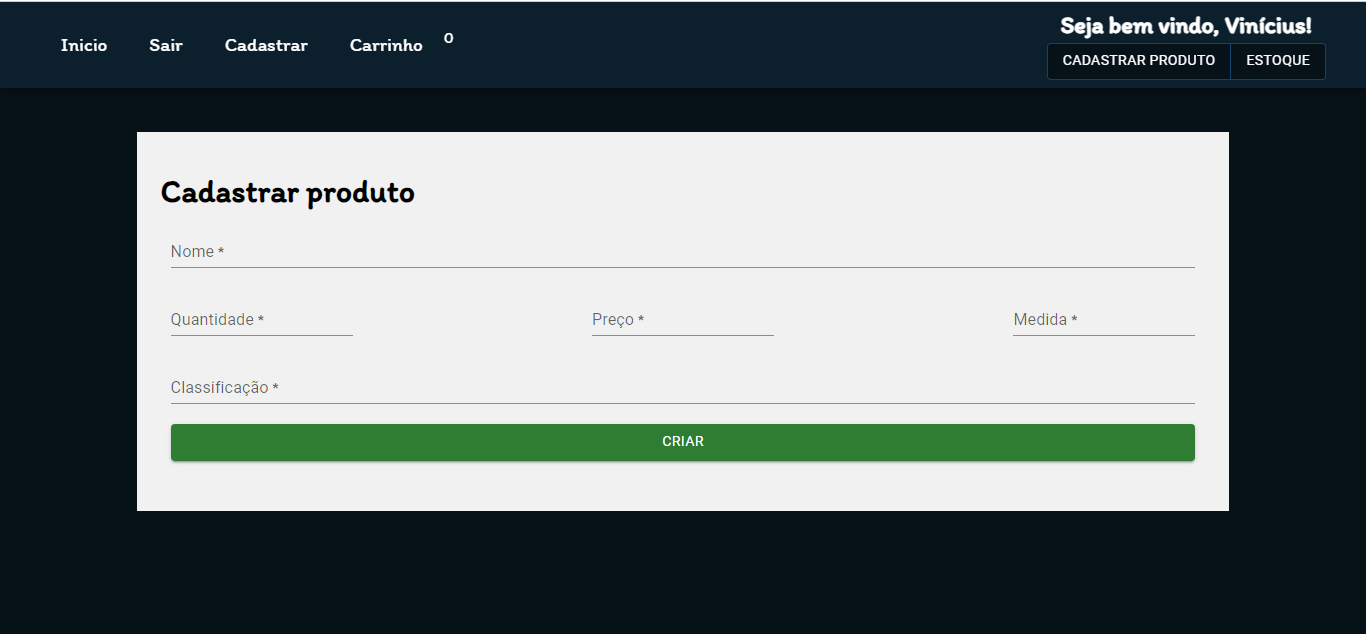 Inicio Sair Cadastrar Carrinho 0
Seja bem vindo, Vinícius!
CADASTRAR PRODUTO ESTOQUE
Cadastrar produto
Nome *
Quantidade * Preço * Medida *
Classificação *
CRIAR